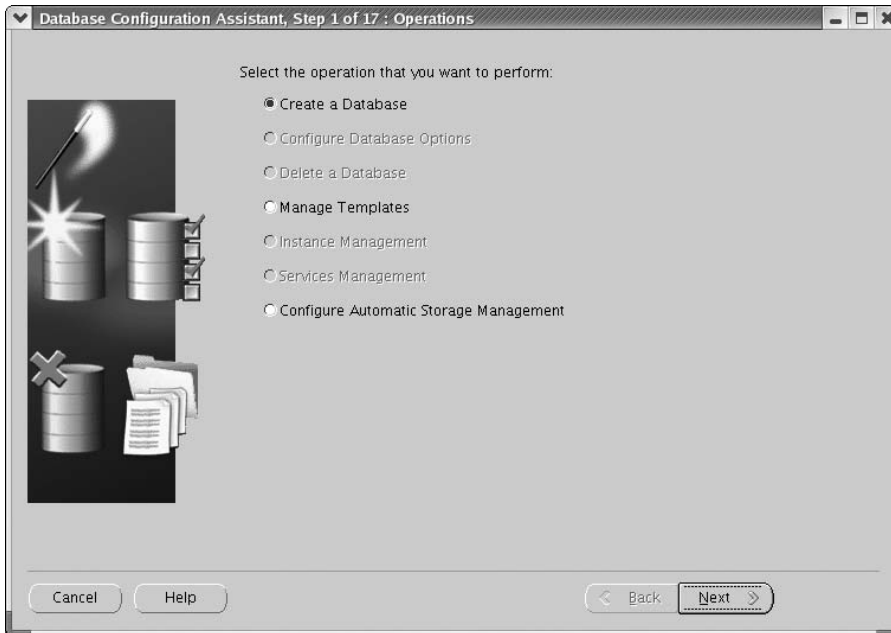 Database Configuration Assistant, Step 1 of 17 : Operations
Select the operation that you want to perform:
Create a Database
Configure Database Options
Delete a Database
Manage Templates
Instance Management
Services Management
Configure Automatic Storage Management
Cancel
Help
Back
Next